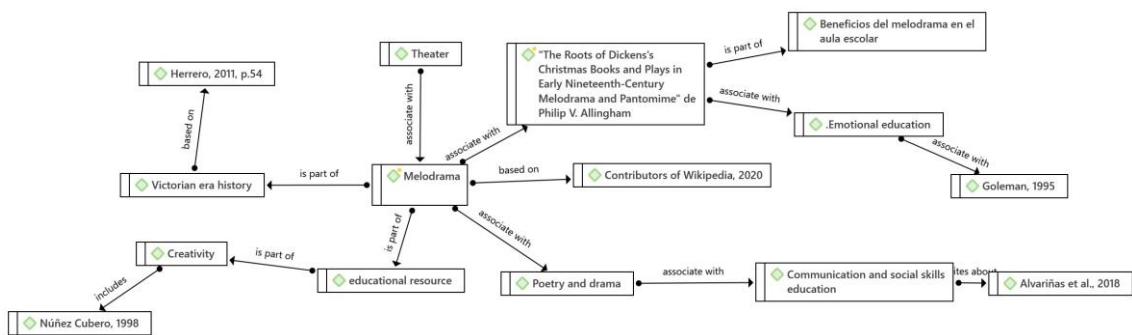 Beneficios del melodrama en el
aula escolar
is part of
Theater
"The Roots of Dickens's
Christmas Books and Plays in
Early Nineteenth-Century
Melodrama and Pantomime" de
Philip V. Allingham
Herrero, 2011, p.54
associate with
associate with
associate with
.Emotional education
based on
associate with
Melodrama
based on
Contributors of Wikipedia, 2020
Goleman, 1995
Victorian era history
is part of
is part of
associate with
Creativity
is part of
educational resource
Poetry and drama
associate with
Communication and social skills
education
ites about
Alvariñas et al., 2018
includes
Núñez Cubero, 1998